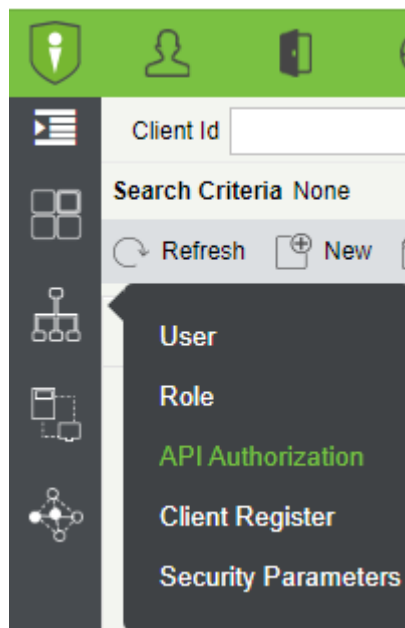 Client Id
Search Criteria None
Refresh New
User
Role
API Authorization
Client Register
Security Parameters